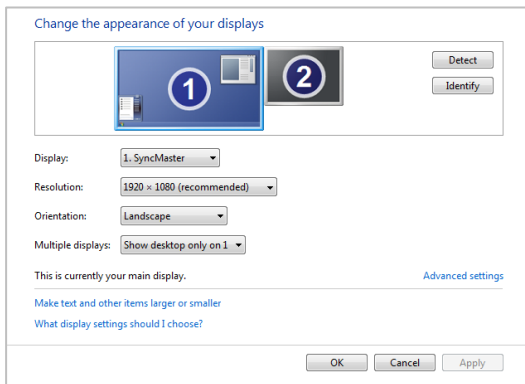 Change the appearance of your displays
1
2
Detect
Identify
Display:
1. SyncMaster
Resolution:
1920 × 1080 (recommended)
Orientation:
Landscape
Multiple displays:
Show desktop only on 1
This is currently your main display.
Advanced settings
Make text and other items larger or smaller
What display settings should I choose?
OK
Cancel
Apply